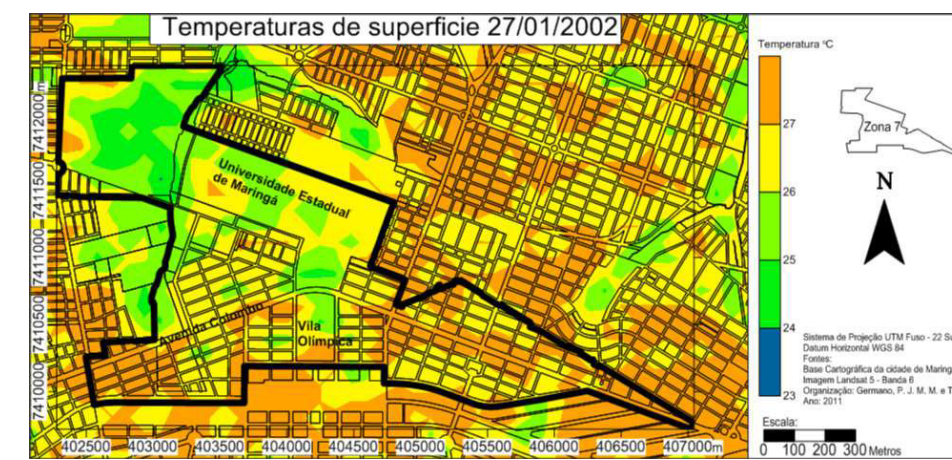 Temperaturas de superficie 27/01/2002
7412000 m
7411500
7411000
7410500
7410000
Universidade Estadual
de Maringá
Avenida Colombo
Vila
Olímpica
402500 403000 403500 404000 404500 405000 405500 406000 406500 407000m
Temperatura °C
27
26
25
24
23
Zona 7
N
Sistema de Projeção UTM Fuso - 22 Su
Datum Horizontal WGS 84
Fontes:
Base Cartográfica da cidade de Maring
Imagem Landsat 5 - Banda 6
Organização: Germano, P. J. M. M. e T
Ano: 2011
Escala:
0 100 200 300 Metros